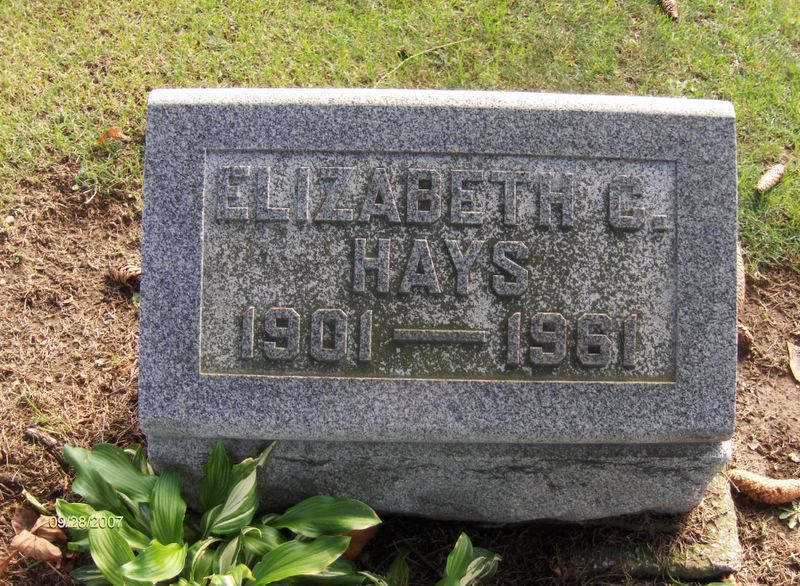 ELIZABETH C.
HAYS
1901 — 1961
09/28/2007